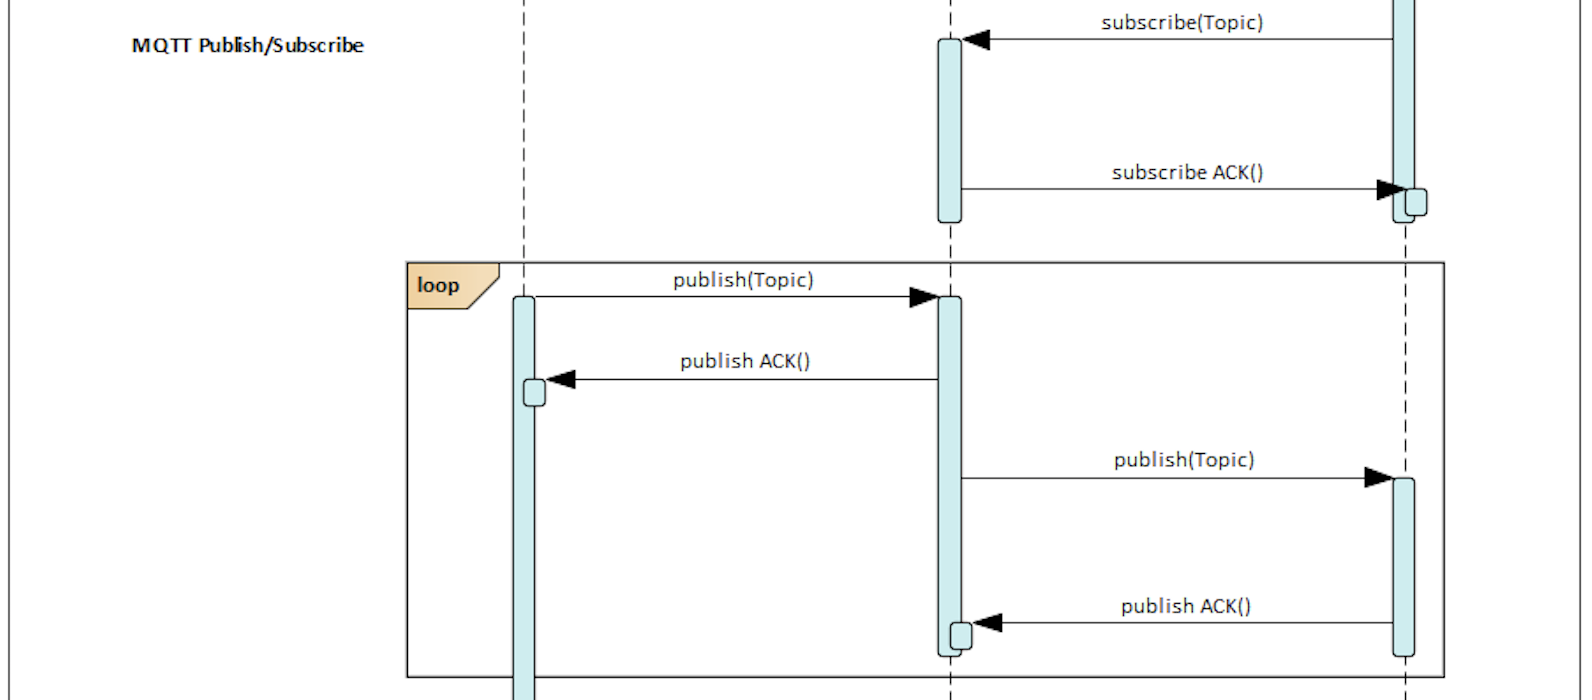 subscribe(Topic)
MQTT Publish/Subscribe
subscribe ACK()
loop
publish(Topic)
publish ACK()
publish(Topic)
publish ACK()